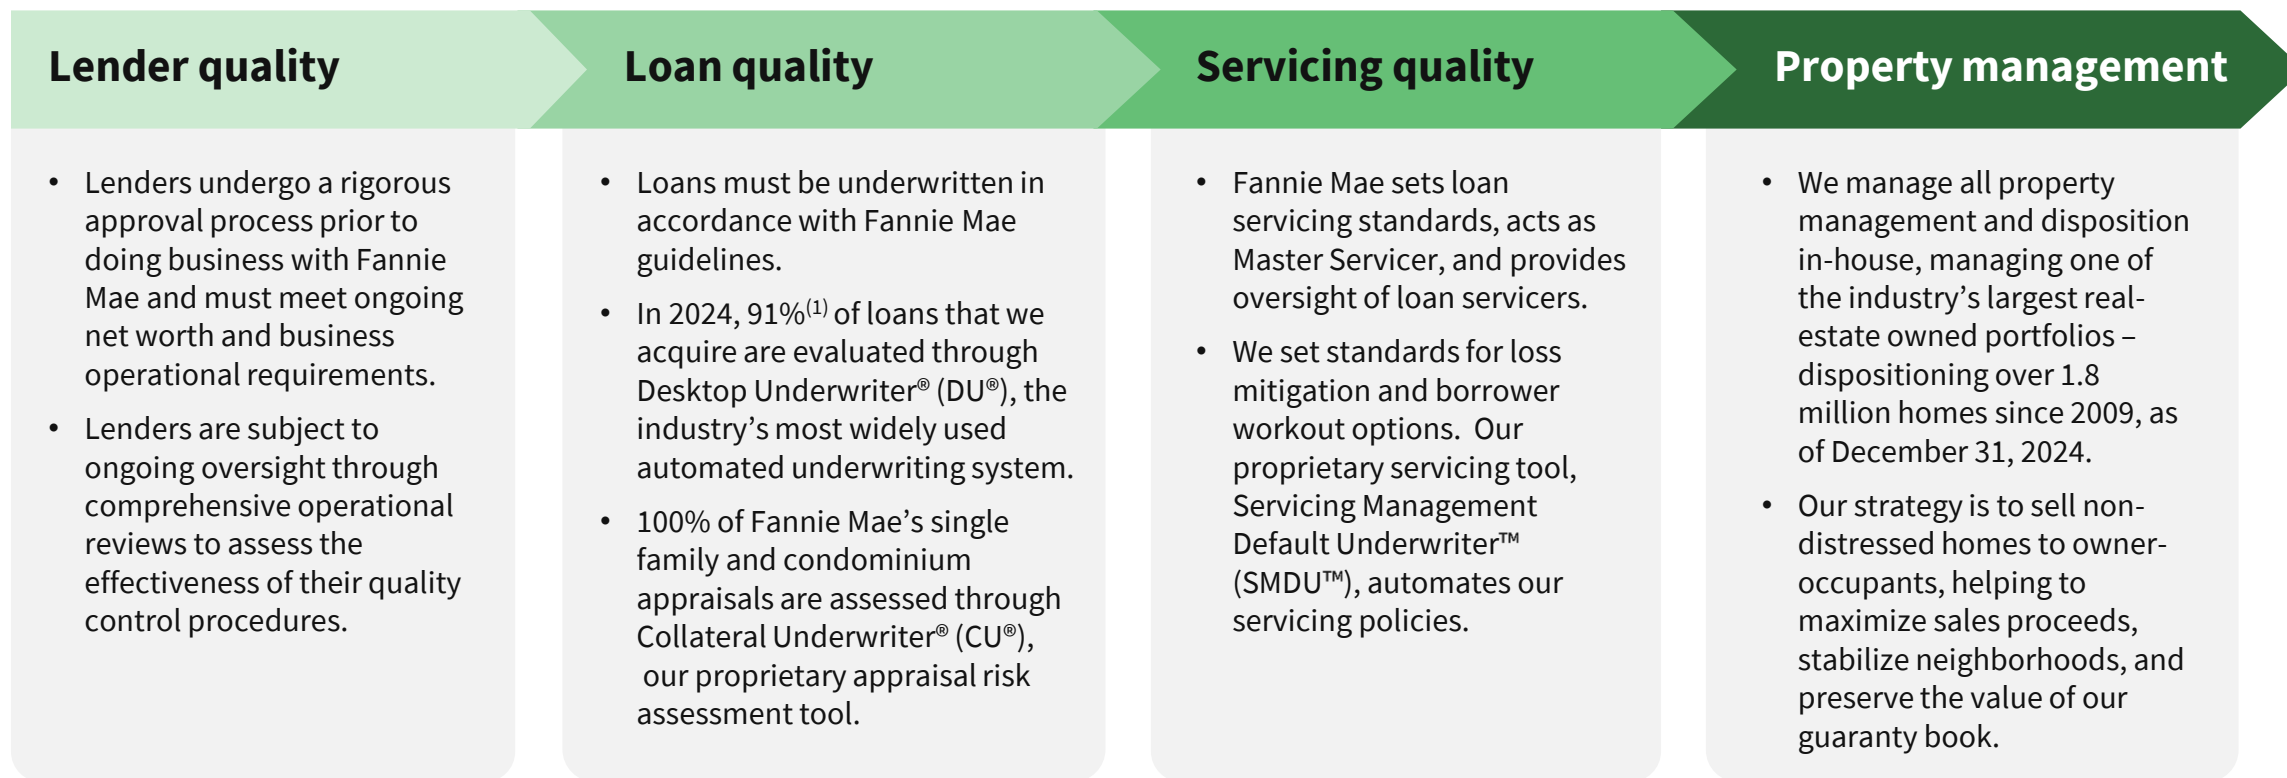 Lender quality
• Lenders undergo a rigorous
approval process prior to
doing business with Fannie
Mae and must meet ongoing
net worth and business
operational requirements.
• Lenders are subject to
ongoing oversight through
comprehensive operational
reviews to assess the
effectiveness of their quality
control procedures.
Loan quality
• Loans must be underwritten in
accordance with Fannie Mae
guidelines.
• In 2024, 91%(1) of loans that we
acquire are evaluated through
Desktop Underwriter® (DU®), the
industry’s most widely used
automated underwriting system.
• 100% of Fannie Mae’s single
family and condominium
appraisals are assessed through
Collateral Underwriter® (CU®),
our proprietary appraisal risk
assessment tool.
Servicing quality
• Fannie Mae sets loan
servicing standards, acts as
Master Servicer, and provides
oversight of loan servicers.
• We set standards for loss
mitigation and borrower
workout options.  Our
proprietary servicing tool,
Servicing Management
Default Underwriter™
(SMDU™), automates our
servicing policies.
Property management
• We manage all property
management and disposition
in-house, managing one of
the industry’s largest real-
estate owned portfolios –
dispositioning over 1.8
million homes since 2009, as
of December 31, 2024.
• Our strategy is to sell non-
distressed homes to owner-
occupants, helping to
maximize sales proceeds,
stabilize neighborhoods, and
preserve the value of our
guaranty book.